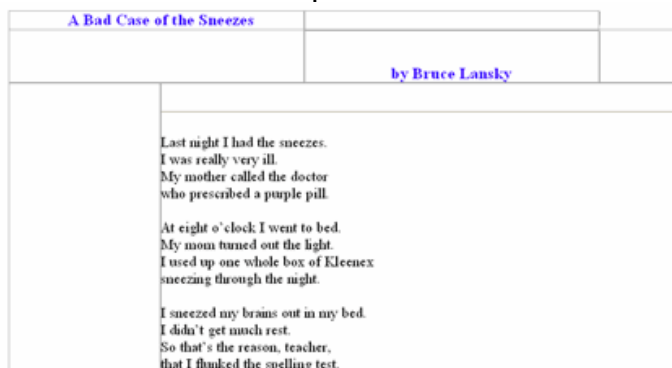 A Bad Case of the Sneezes
by Bruce Lansky
Last night I had the sneezes.
I was really very ill.
My mother called the doctor
who prescribed a purple pill.
At eight o'clock I went to bed.
My mom turned out the light.
I used up one whole box of Kleenex
sneezing through the night.
I sneezed my brains out in my bed.
I didn't get much rest.
So that's the reason, teacher,
that I flunked the spelling test.